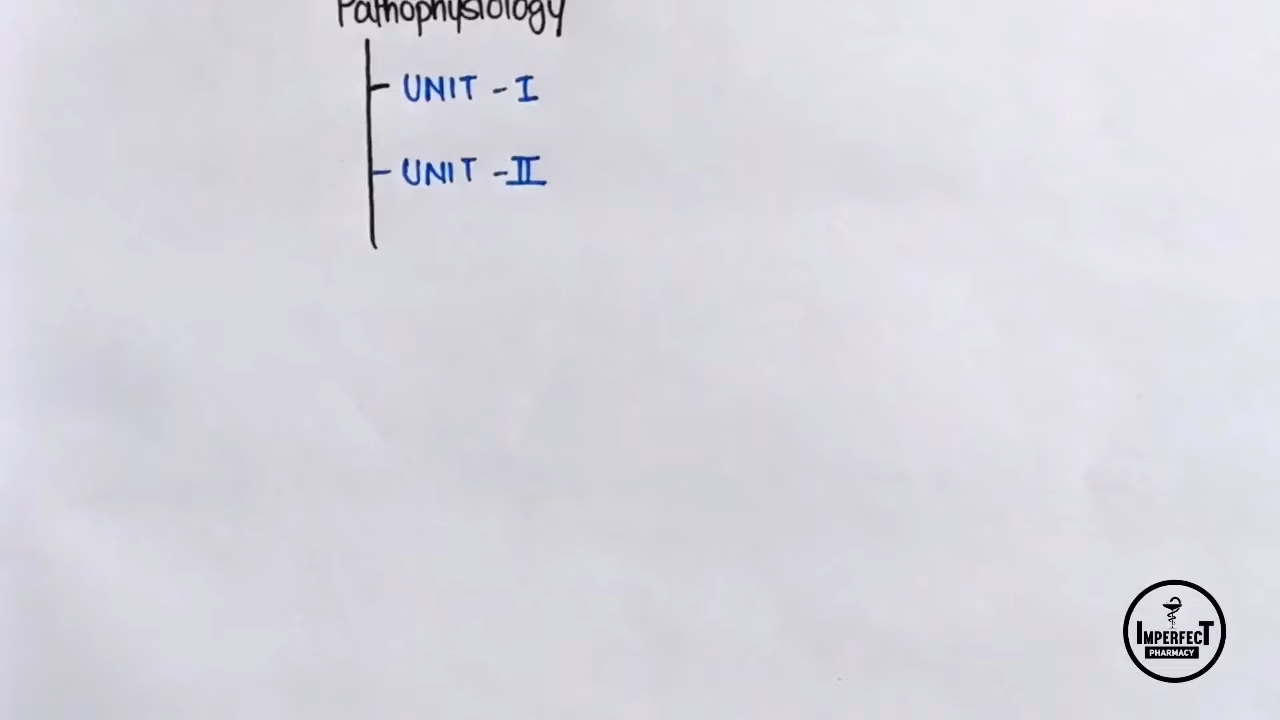 Pathophysiology
UNIT - I
UNIT - II
IMPERFECT
PHARMACY